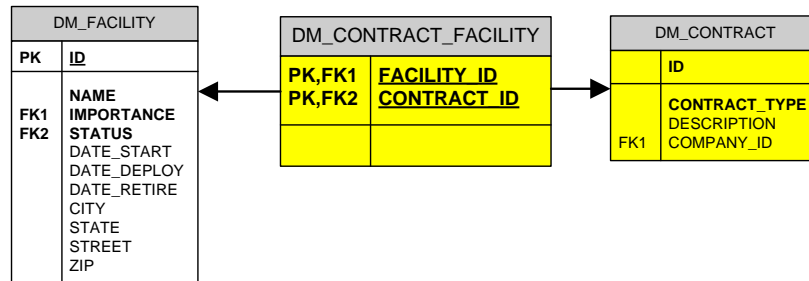 DM_FACILITY
PK ID
NAME
FK1 IMPORTANCE
FK2 STATUS
DATE_START
DATE_DEPLOY
DATE_RETIRE
CITY
STATE
STREET
ZIP
DM_CONTRACT_FACILITY
PK,FK1 FACILITY_ID
PK,FK2 CONTRACT_ID
DM_CONTRACT
ID
CONTRACT_TYPE
DESCRIPTION
FK1 COMPANY_ID